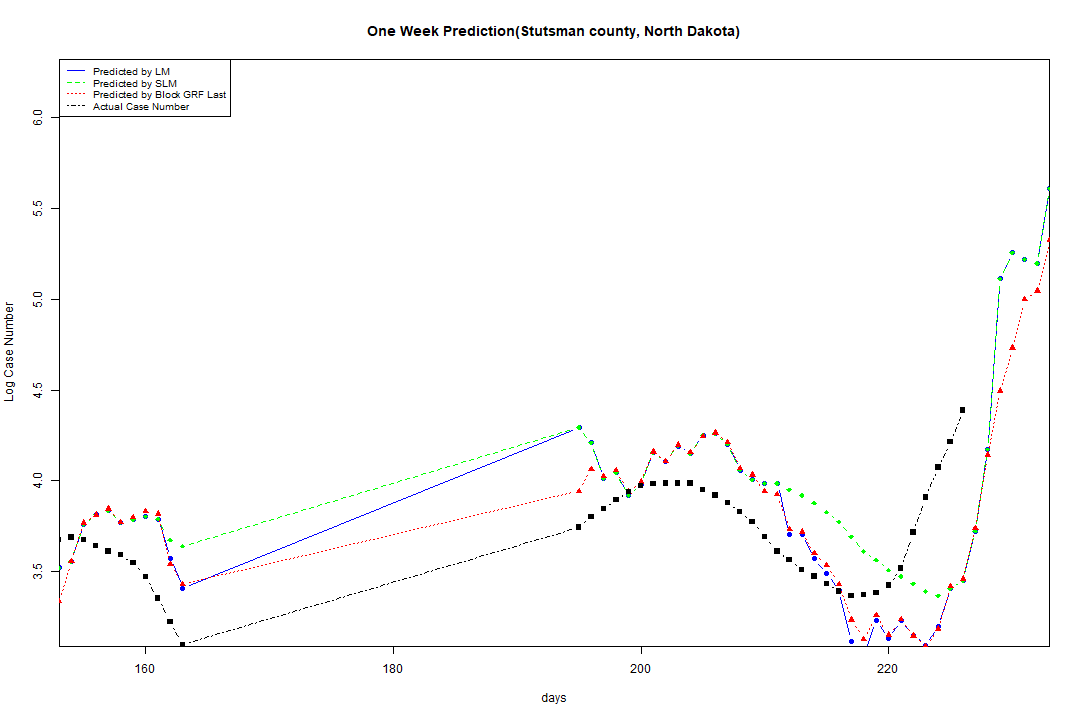 One Week Prediction(Stutsman county, North Dakota)
Predicted by LM
Predicted by SLM
Predicted by Block GRF Last
Actual Case Number
6.0
5.5
5.0
4.5
4.0
3.5
Log Case Number
160
180
200
220
days